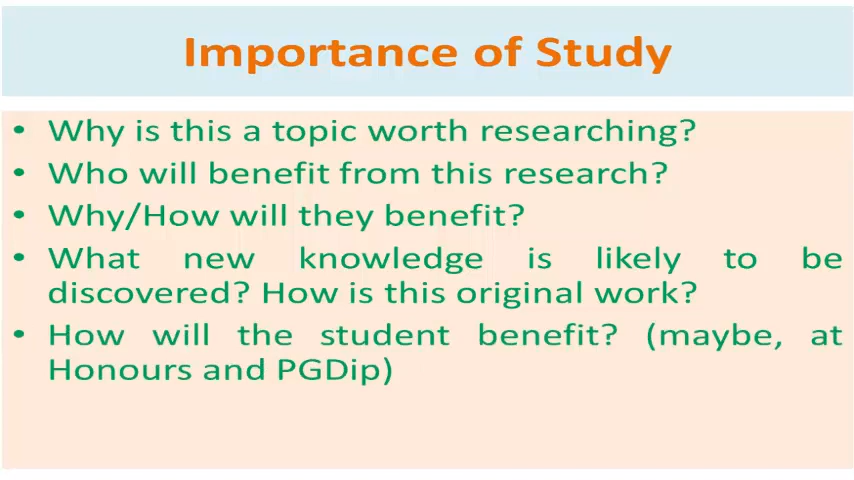 Importance of Study
• Why is this a topic worth researching?
• Who will benefit from this research?
• Why/How will they benefit?
• What new knowledge is likely to be
discovered? How is this original work?
• How will the student benefit? (maybe, at
Honours and PGDip)